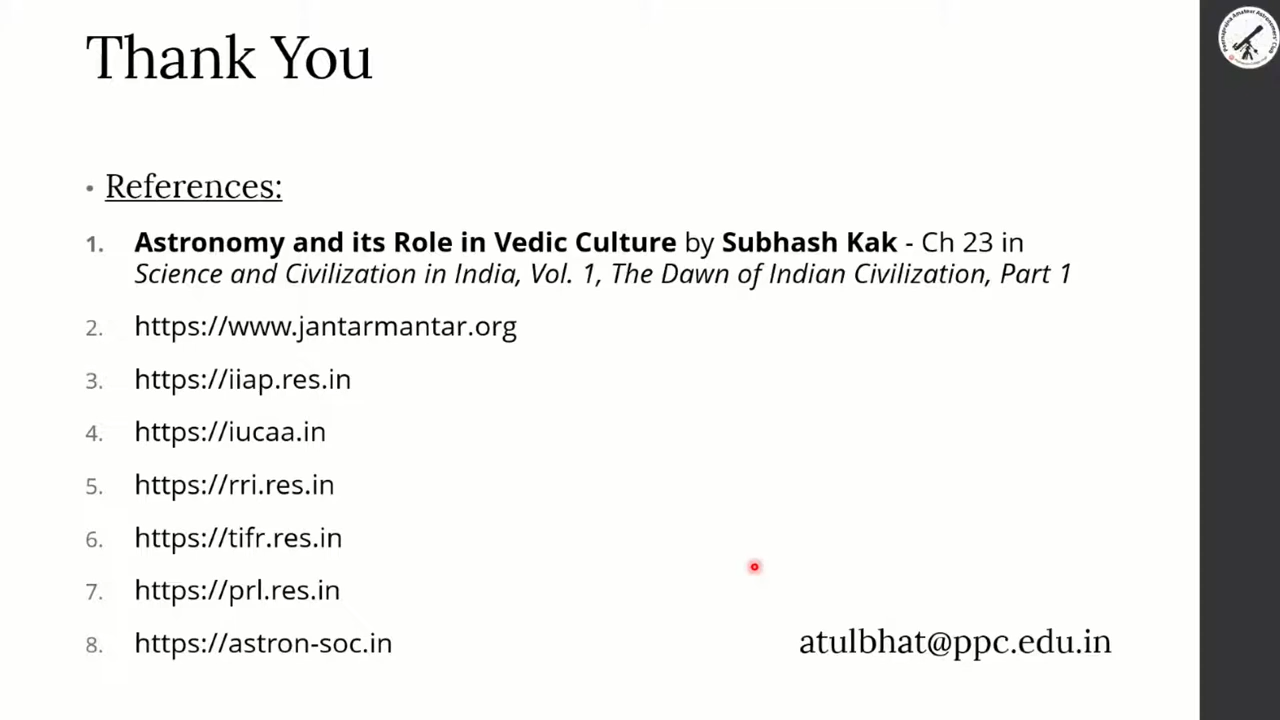 Thank You
• References:
1. Astronomy and its Role in Vedic Culture by Subhash Kak - Ch 23 in
Science and Civilization in India, Vol. 1, The Dawn of Indian Civilization, Part 1
2. https://www.jantarmantar.org
3. https://iiap.res.in
4. https://iucaa.in
5. https://rri.res.in
6. https://tifr.res.in
7. https://prl.res.in
8. https://astron-soc.in
atulbhat@ppc.edu.in